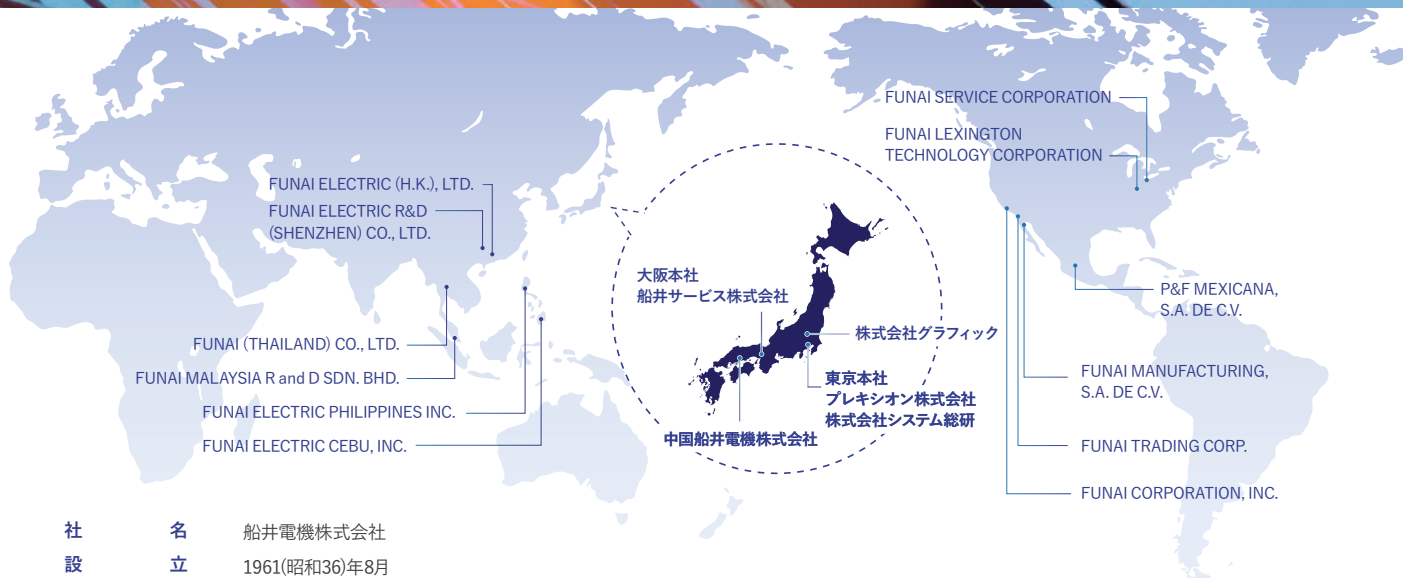 FUNAI ELECTRIC (H.K.), LTD.
FUNAI ELECTRIC R&D
(SHENZHEN) CO., LTD.
FUNAI (THAILAND) CO., LTD.
FUNAI MALAYSIA R and D SDN. BHD.
FUNAI ELECTRIC PHILIPPINES INC.
FUNAI ELECTRIC CEBU, INC.
大阪本社
船井サービス株式会社
株式会社グラフィック
東京本社
プレキシオン株式会社
株式会社システム総研
中国船井電機株式会社
FUNAI SERVICE CORPORATION
FUNAI LEXINGTON
TECHNOLOGY CORPORATION
P&F MEXICANA,
S.A. DE C.V.
FUNAI MANUFACTURING,
S.A. DE C.V.
FUNAI TRADING CORP.
FUNAI CORPORATION, INC.
社名 船井電機株式会社
設立 1961(昭和36)年8月